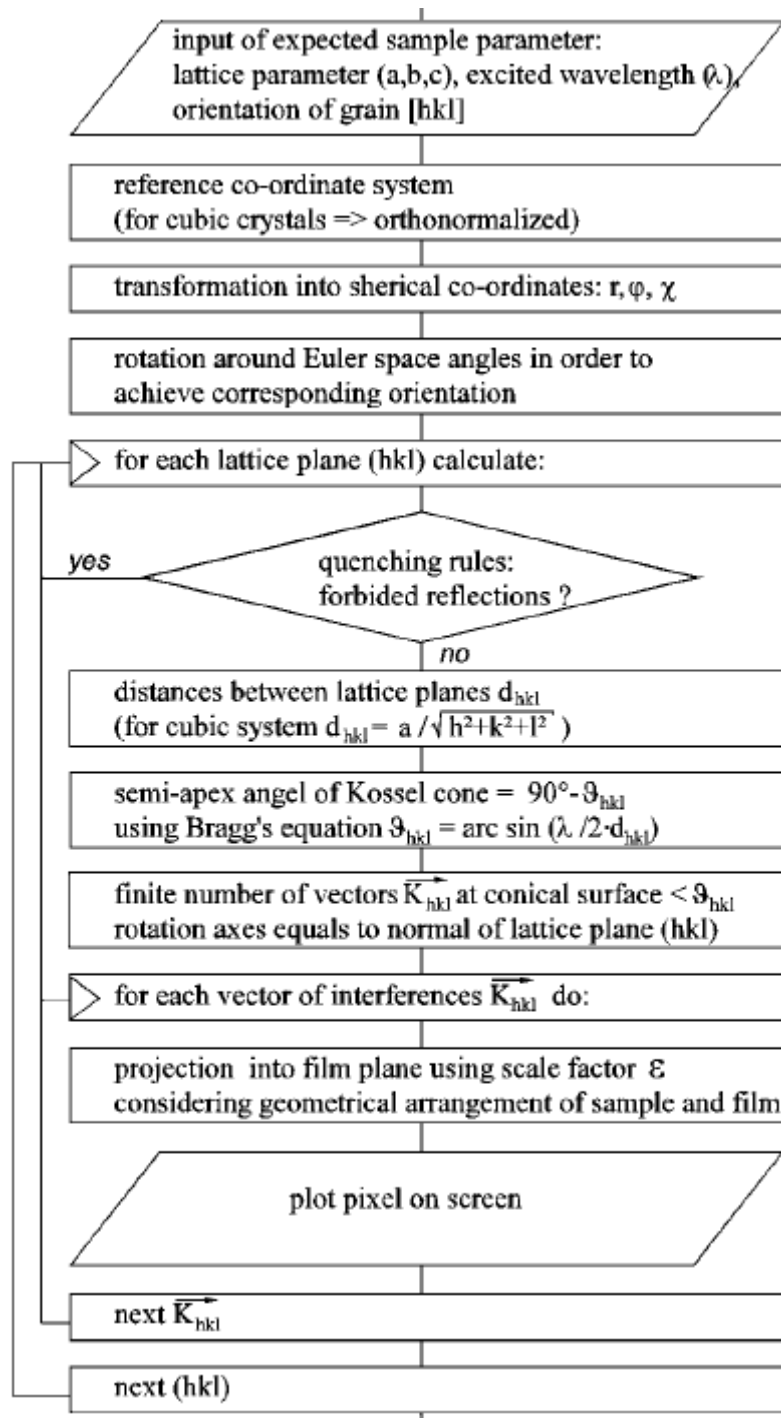 input of expected sample parameter:
lattice parameter (a,b,c), excited wavelength (λ),
orientation of grain [hkl]
reference co-ordinate system
(for cubic crystals => orthonormalized)
transformation into sherical co-ordinates: r,φ, χ
rotation around Euler space angles in order to
achieve corresponding orientation
for each lattice plane (hkl) calculate:
yes
quenching rules:
forbided reflections ?
no
distances between lattice planes d_hkl
(for cubic system d_hkl = a /√h²+k²+l² )
semi-apex angel of Kossel cone = 90°-ϑ_hkl
using Bragg's equation ϑ_hkl = arc sin (λ /2·d_hkl)
finite number of vectors K_hkl at conical surface < ϑ_hkl
rotation axes equals to normal of lattice plane (hkl)
for each vector of interferences K_hkl do:
projection into film plane using scale factor ε
considering geometrical arrangement of sample and film
plot pixel on screen
next K_hkl
next (hkl)